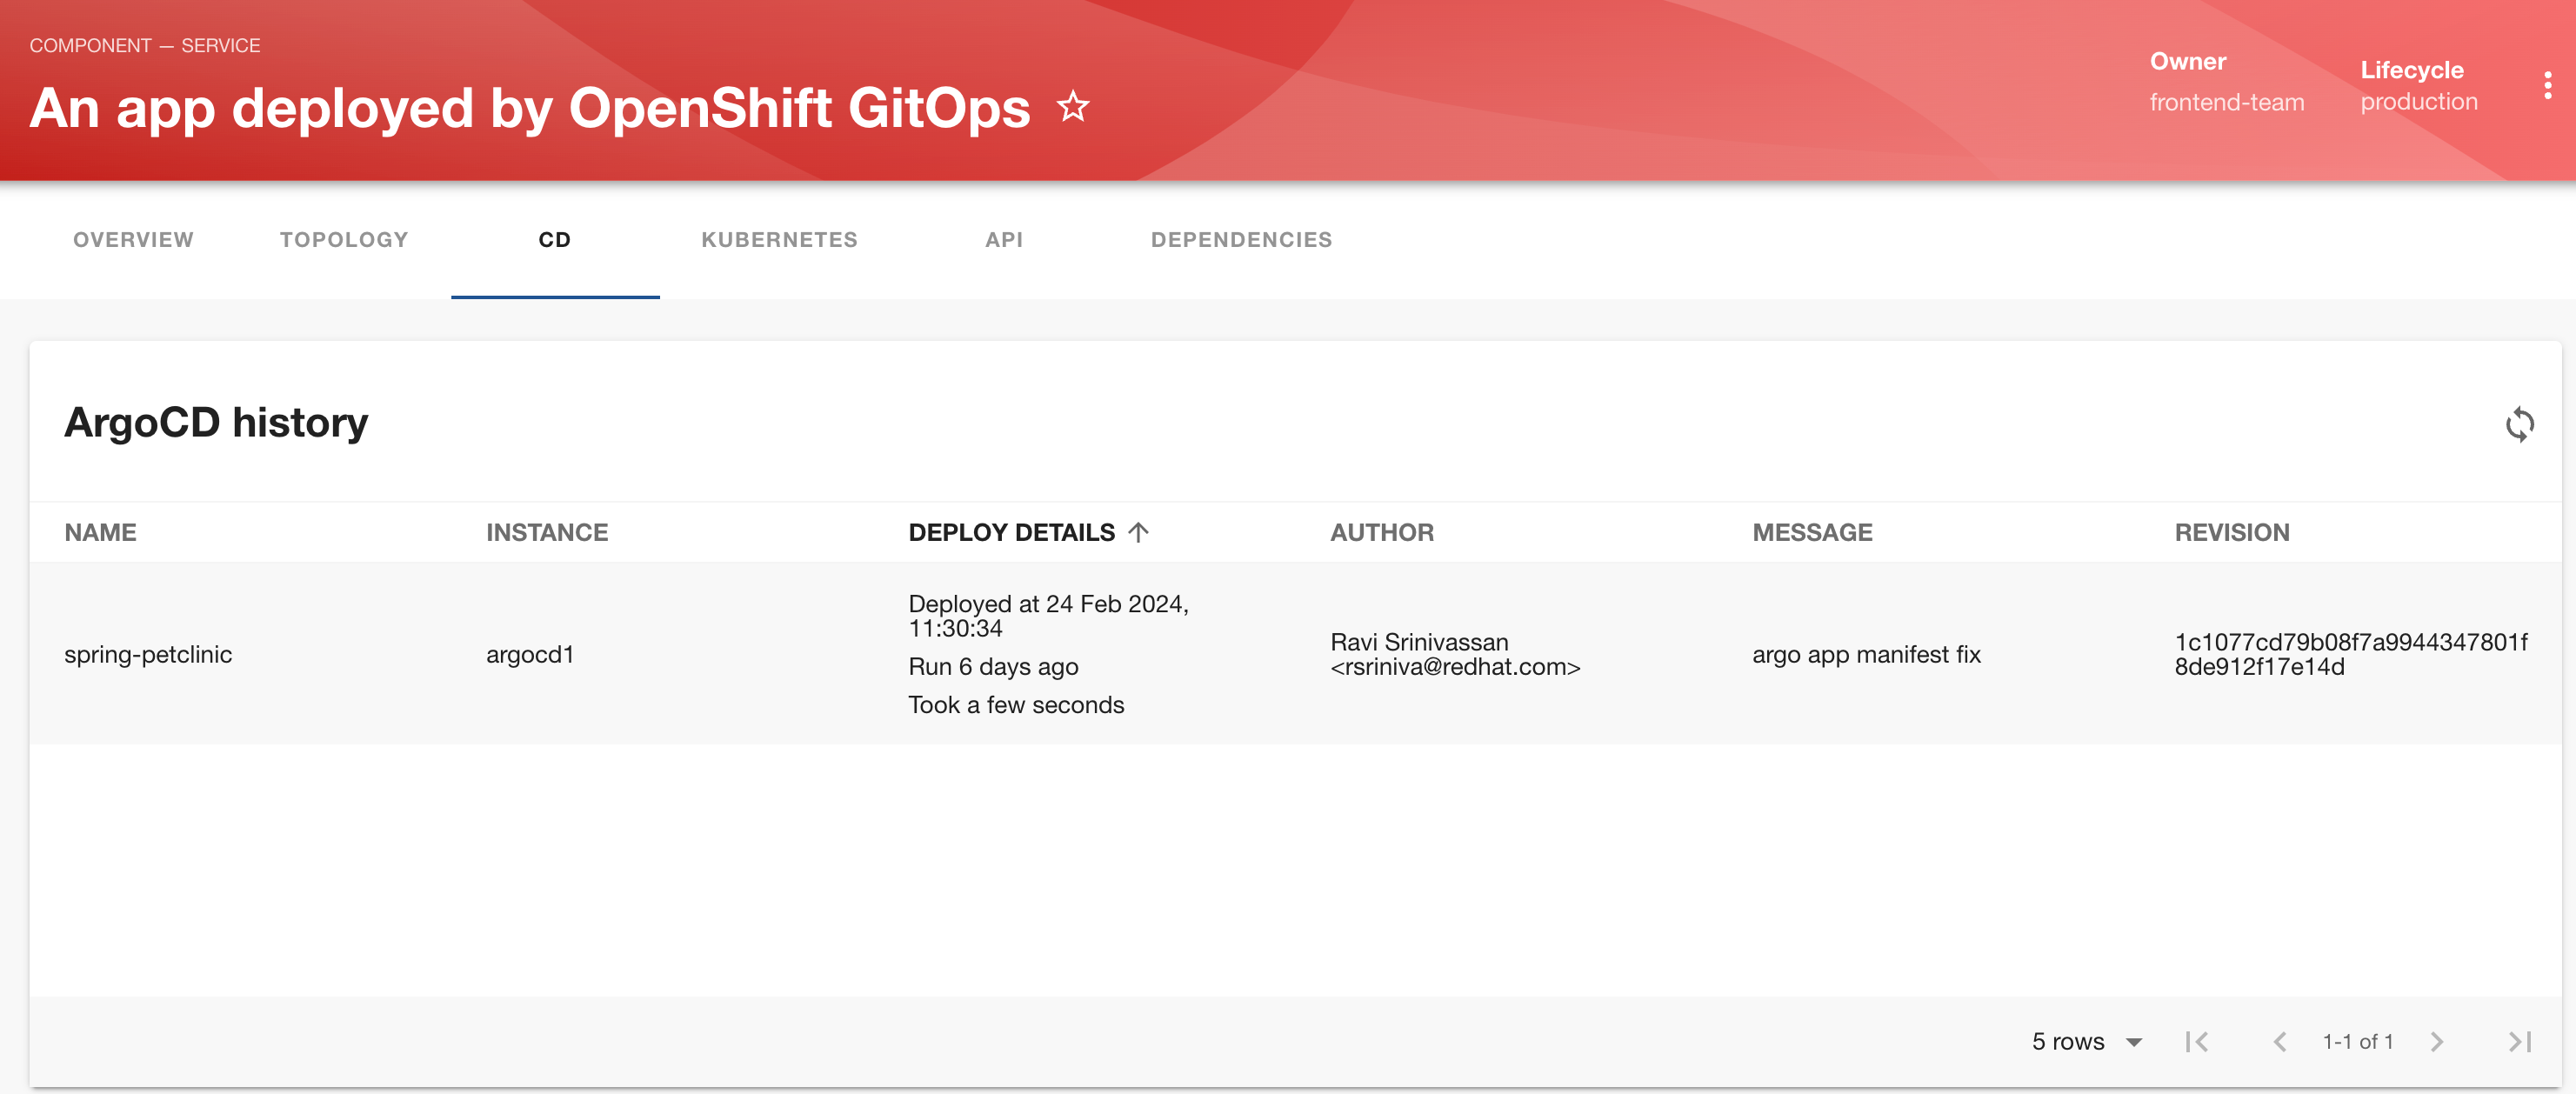 COMPONENT — SERVICE
An app deployed by OpenShift GitOps
Owner
frontend-team
Lifecycle
production
OVERVIEW
TOPOLOGY
CD
KUBERNETES
API
DEPENDENCIES
ArgoCD history
NAME
INSTANCE
DEPLOY DETAILS
AUTHOR
MESSAGE
REVISION
spring-petclinic
argocd1
Deployed at 24 Feb 2024,
11:30:34
Run 6 days ago
Took a few seconds
Ravi Srinivassan
<rsriniva@redhat.com>
argo app manifest fix
1c1077cd79b08f7a9944347801f
8de912f17e14d
5 rows
1-1 of 1